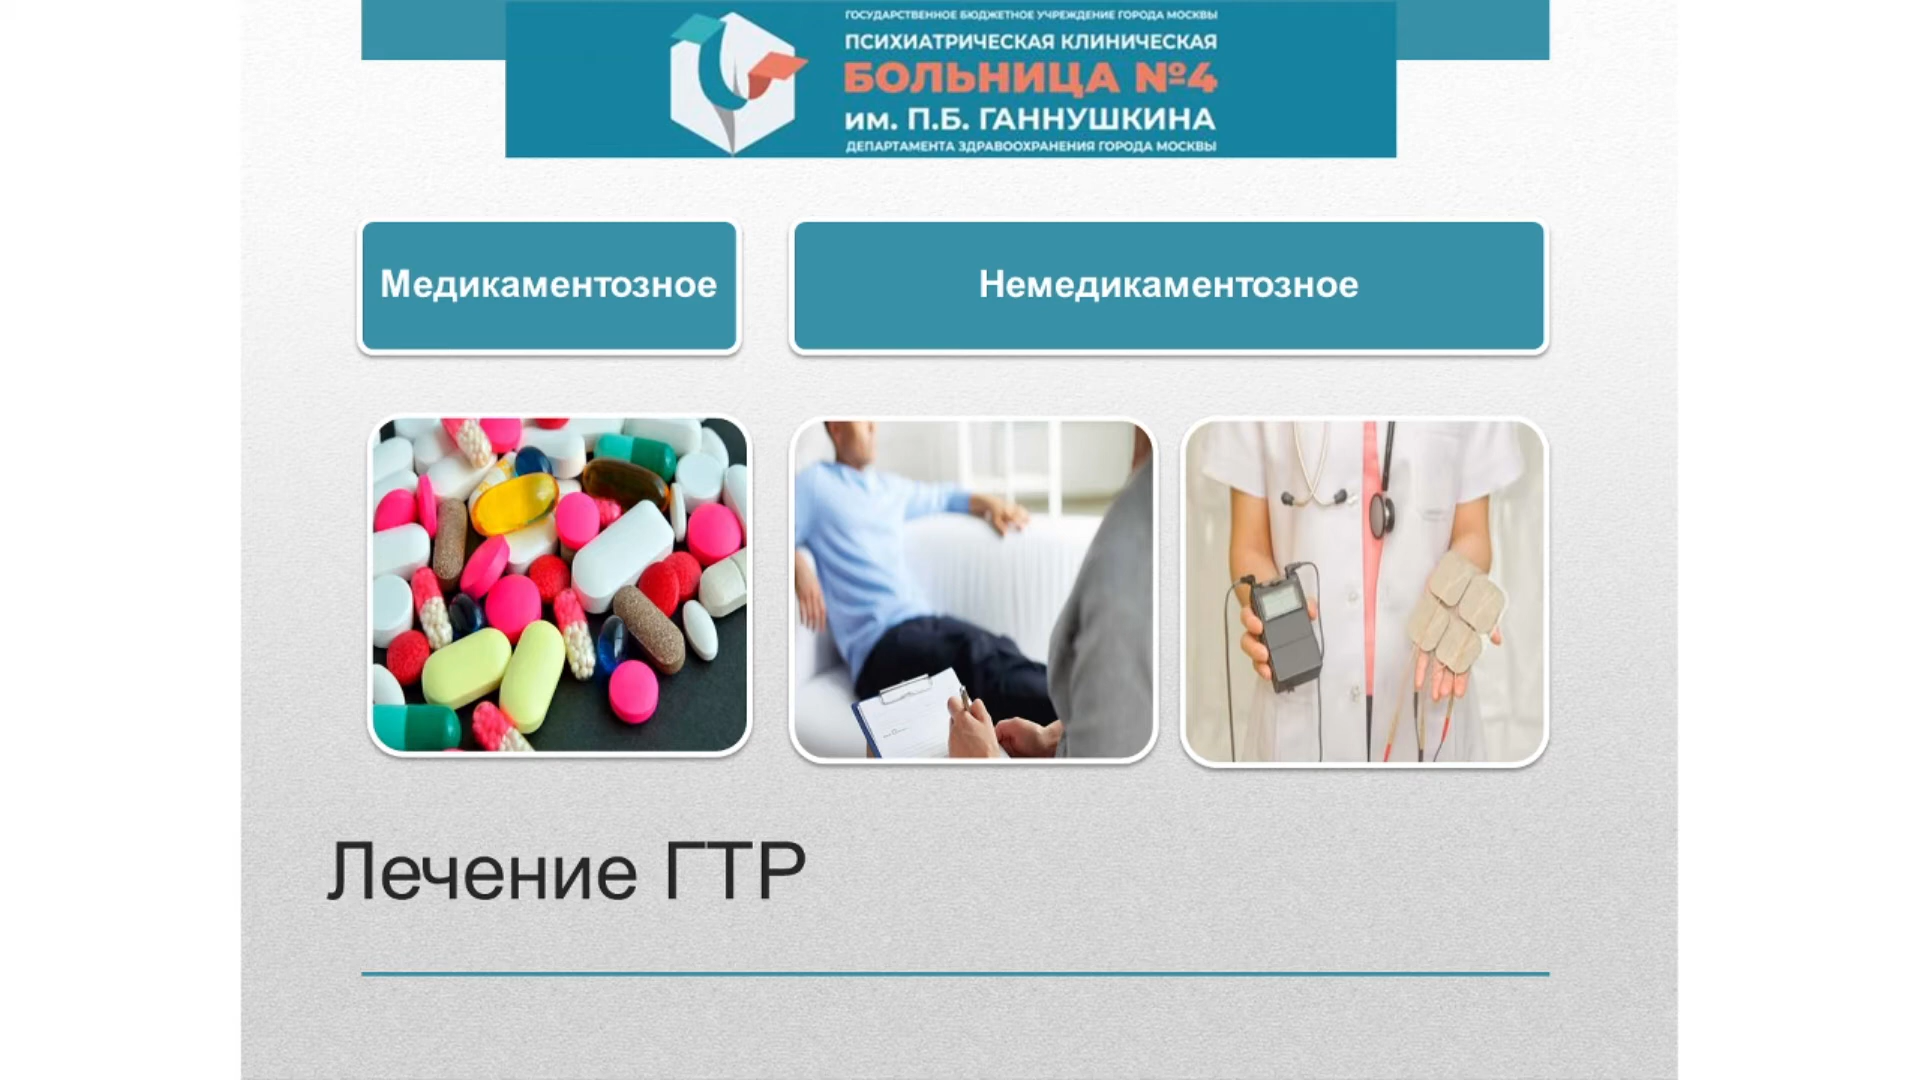 ГОСУДАРСТВЕННОЕ БЮДЖЕТНОЕ УЧРЕЖДЕНИЕ ГОРОДА МОСКВЫ
ПСИХИАТРИЧЕСКАЯ КЛИНИЧЕСКАЯ
БОЛЬНИЦА №4
им. П.Б. ГАННУШКИНА
ДЕПАРТАМЕНТА ЗДРАВООХРАНЕНИЯ ГОРОДА МОСКВЫ
Медикаментозное
Немедикаментозное
Лечение ГТР